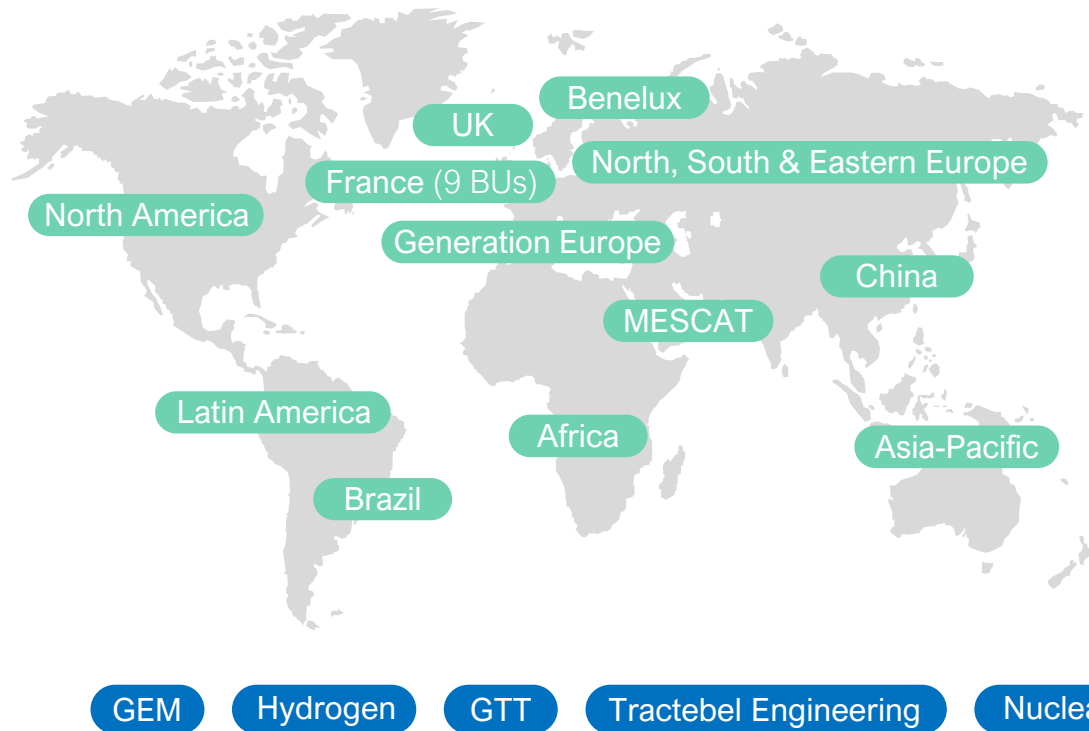 Benelux
UK
North, South & Eastern Europe
France (9 BUs)
North America
Generation Europe
China
MESCAT
Latin America
Africa
Asia-Pacific
Brazil
GEM
Hydrogen
GTT
Tractebel Engineering